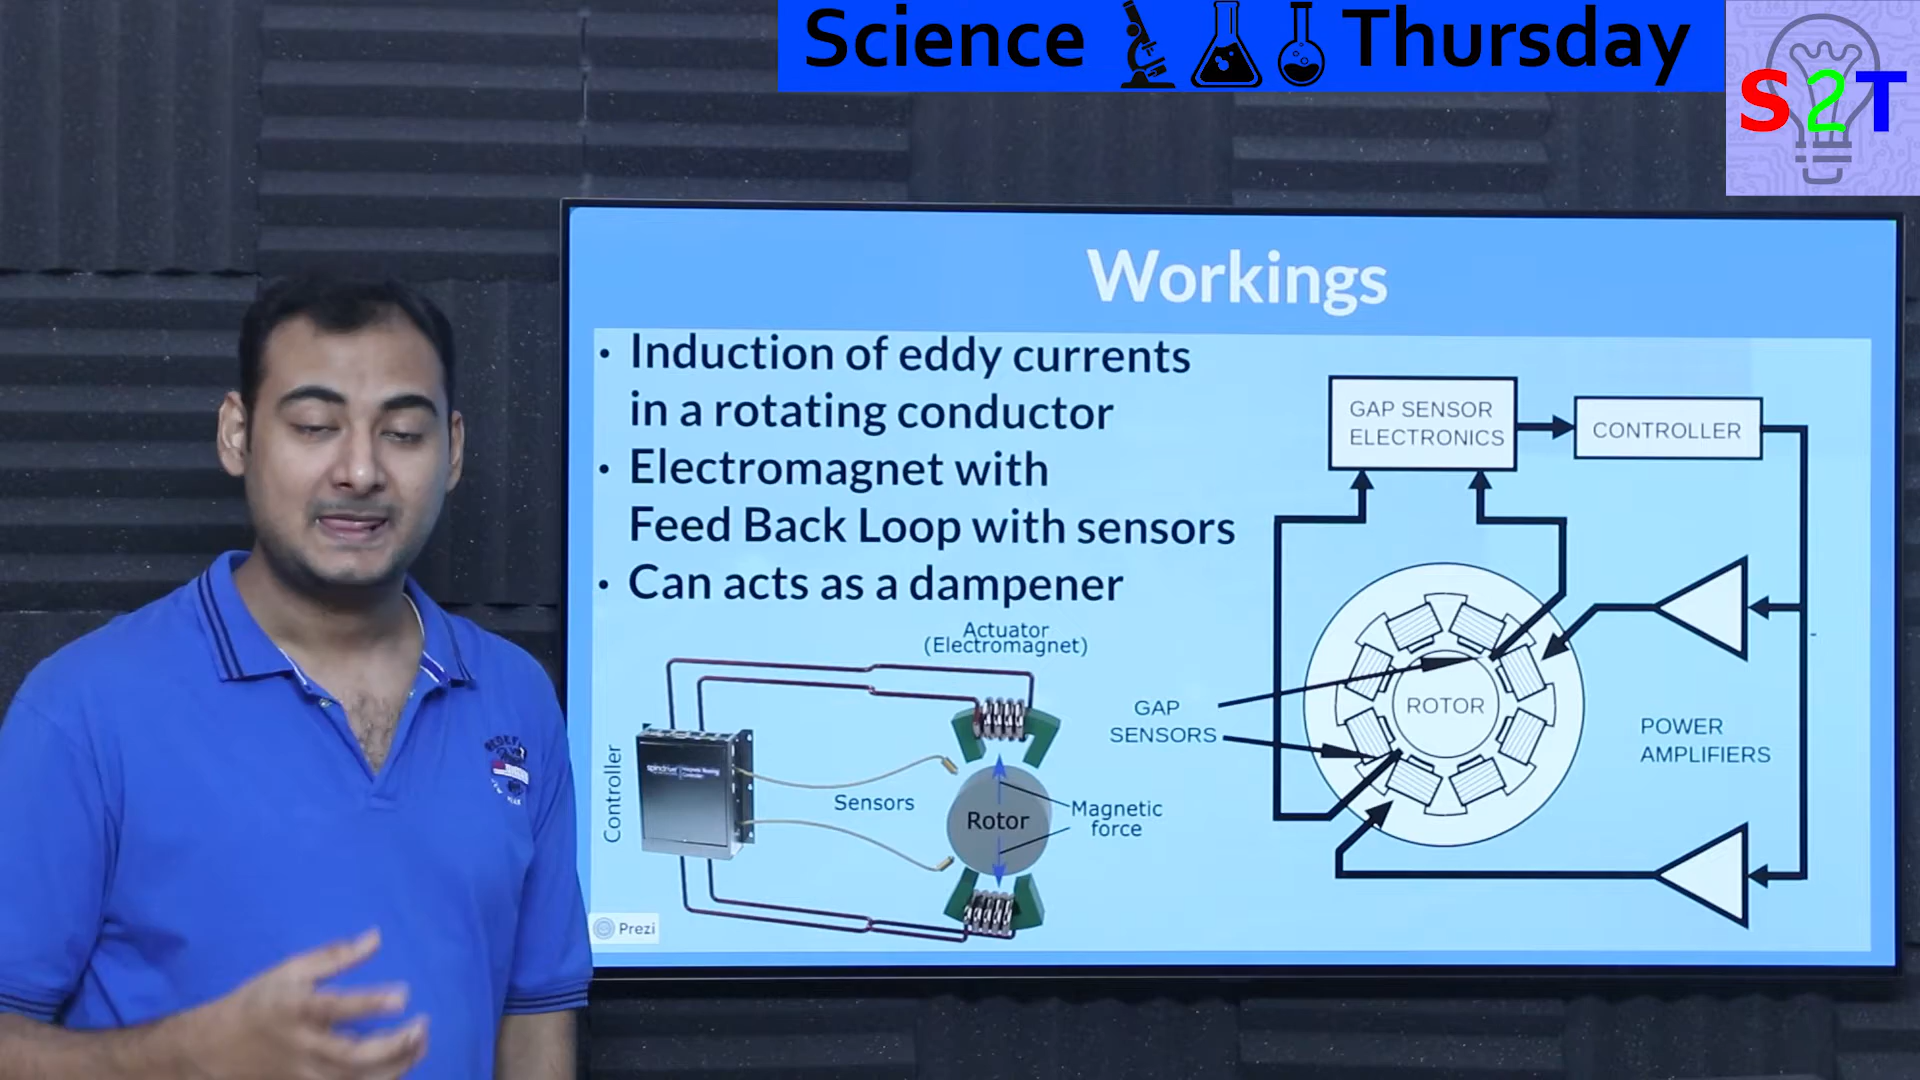 Science Thursday
S2T
Workings
• Induction of eddy currents
in a rotating conductor
• Electromagnet with
Feed Back Loop with sensors
• Can acts as a dampener
Actuator
(Electromagnet)
Controller
Sensors
Rotor
Magnetic
force
Prezi
GAP SENSOR
ELECTRONICS
CONTROLLER
GAP
SENSORS
ROTOR
POWER
AMPLIFIERS